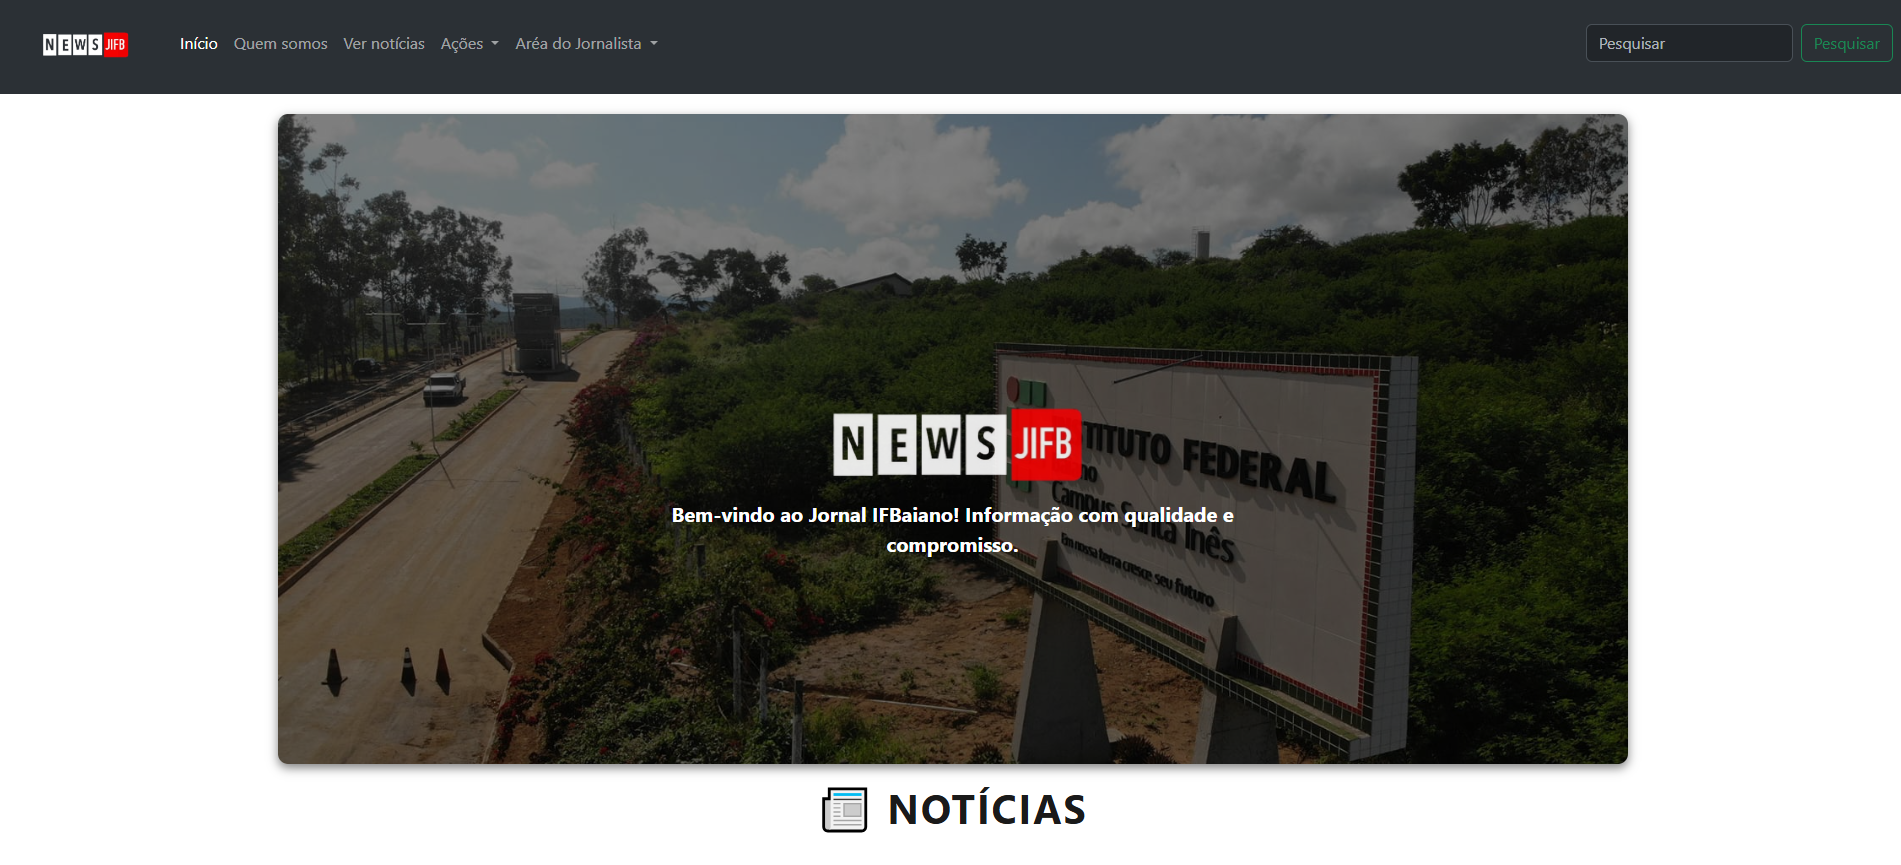 NEWS JIFB
Início Quem somos Ver notícias Ações Aréa do Jornalista
Pesquisar Pesquisar
NEWS JIFB
Bem-vindo ao Jornal IFBaiano! Informação com qualidade e
compromisso.
TITUTO FEDERAL
no
Campus Santa Inês
Em nossa terra cresce seu futuro
NOTÍCIAS